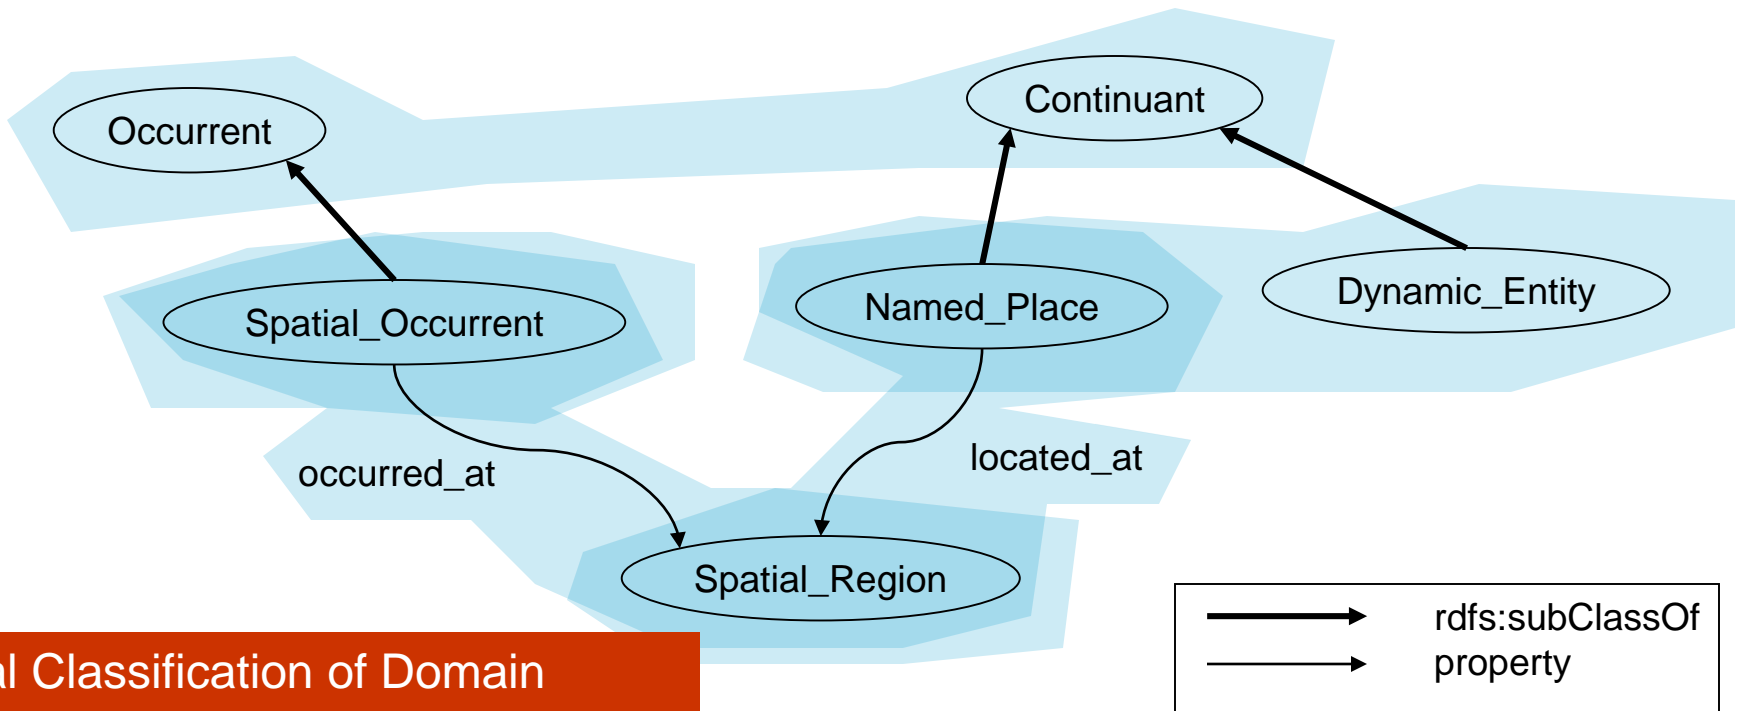 Continuant
Occurrent
Dynamic_Entity
Named_Place
Spatial_Occurrent
located_at
occurred_at
Spatial_Region
rdfs:subClassOf
property
Classification of Domain